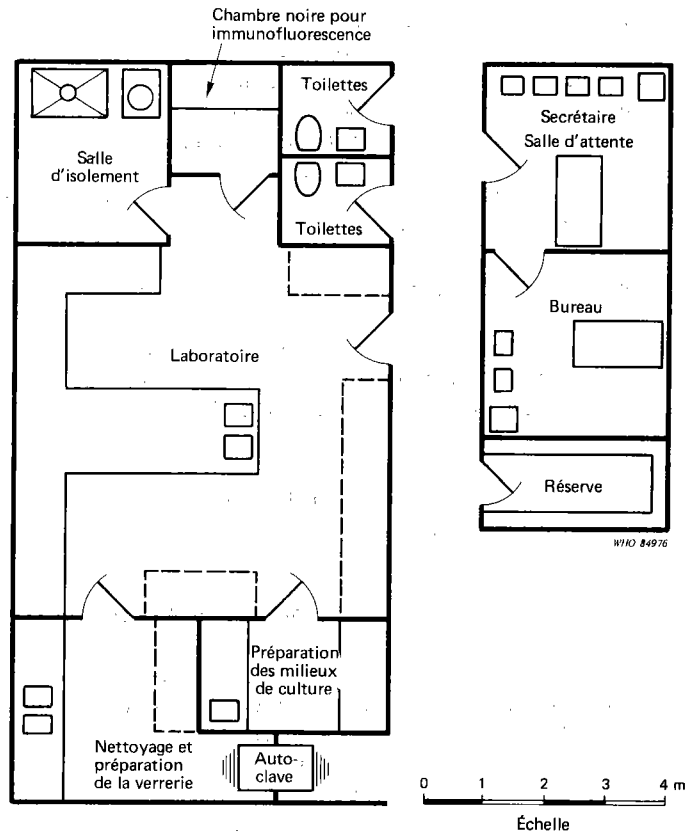 Chambre noire pour
immunofluorescence
Toilettes
Salle
d'isolement
Toilettes
Laboratoire
Préparation
des milieux
de culture
Nettoyage et
préparation
de la verrerie
Auto-
clave
Secrétaire
Salle d'attente
Bureau
Réserve
WHO 84976
0 1 2 3 4 m
Échelle